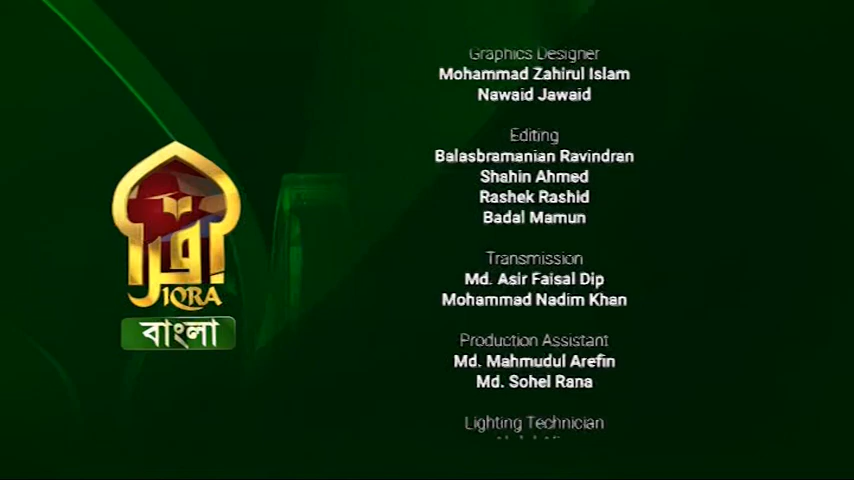 اقرأ
IQRA
বাংলা
Graphics Designer
Mohammad Zahirul Islam
Nawaid Jawaid
Editing
Balasbramanian Ravindran
Shahin Ahmed
Rashek Rashid
Badal Mamun
Transmission
Md. Asir Faisal Dip
Mohammad Nadim Khan
Production Assistant
Md. Mahmudul Arefin
Md. Sohel Rana
Lighting Technician